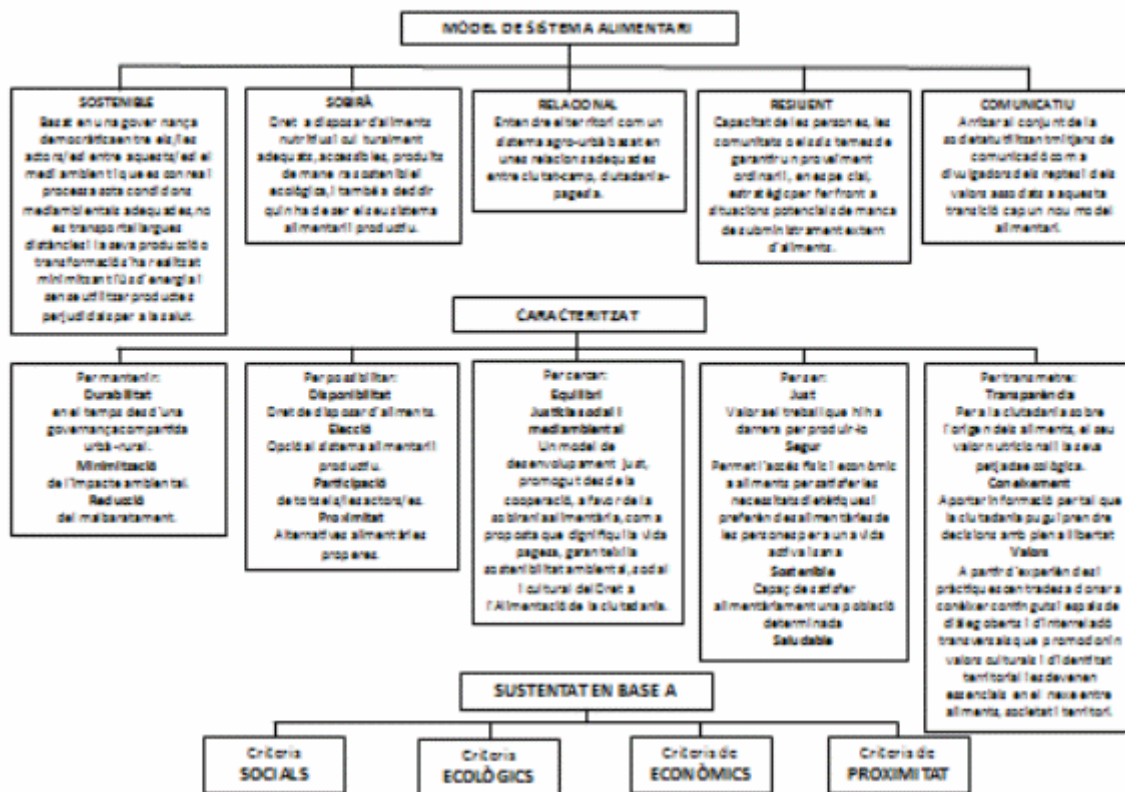 MODEL DE SISTEMA ALIMENTARI
SOSTENIBLE
Basat en una governança
democràtica entre els/les
actors/es i entre aquests/es i el
medi ambient i que es conrea i
processa sota condicions
mediambientals adequades, no
es transporta llargues
distàncies i la seva producció o
transformació s'ha realitzat
minimitzant l'ús d'energia i
sense utilitzar productes
perjudicials per a la salut.
SOBIRÀ
Dret a disposar d'aliments
nutritius i culturalment
adequats, accessibles, produïts
de manera sostenible i
ecològica, i també a decidir
quin ha de ser el seu sistema
alimentari i productiu.
RELACIONAL
Entendre el territori com un
sistema agro-urbà basat en
unes relacions adequades
entre ciutat-camp, ciutadania-
pagesia.
RESILIENT
Capacitat de les persones, les
comunitats o els sistemes de
garantir un proveïment
ordinari i, en especial,
estratègic per fer front a
situacions potencials de manca
de subministrament extern
d'aliments.
COMUNICATIU
Arribar al conjunt de la
societat utilitzant mitjans de
comunicació com a
divulgadors dels reptes i dels
valors associats a aquesta
transició cap un nou model
alimentari.
CARACTERITZAT
Per mantenir:
Durabilitat
en el temps des d'una
governança compartida
urbà-rural.
Minimització
de l'impacte ambiental.
Reducció
del malbaratament.
Per possibilitar:
Disponibilitat
Dret de disposar d'aliments.
Elecció
Opció al sistema alimentari i
productiu.
Participació
de tots els/les actors/es.
Proximitat
Alternatives alimentàries
properes.
Per cercar:
Equilibri
Justícia social i
mediambiental
Un model de
desenvolupament just,
promogut des de la
cooperació, a favor de la
sobirania alimentària, com a
proposta que dignifiqui la vida
pagesa, garanteixi la
sostenibilitat ambiental, social
i cultural del Dret a
l'Alimentació de la ciutadania.
Per ser:
Just
Valora el treball que hi ha
darrera per produir-lo
Segur
Permet l'accés físic i econòmic
a aliments per satisfer les
necessitats dietètiques i
preferències alimentàries de
les persones per a una vida
activa i sana
Sostenible
Capaç de satisfer
alimentàriament una població
determinada
Saludable
Per transmetre:
Transparència
Per a la ciutadania sobre
l'origen dels aliments, el seu
valor nutricional i la seva
petjada ecològica.
Coneixement
Aportar informació per tal que
la ciutadania pugui prendre
decisions amb plena llibertat
Valors
A partir d'experiències i
pràctiques centrades a donar a
conèixer continguts i espais de
diàleg oberts i d'interrelació
transversals que promocionin
valors culturals i d'identitat
territorial i esdevenen
essencials en el nexe entre
aliments, societat i territori.
SUSTENTAT EN BASE A
Criteris
SOCIALS
Criteris
ECOLÒGICS
Criteris de
ECONÒMICS
Criteris de
PROXIMITAT